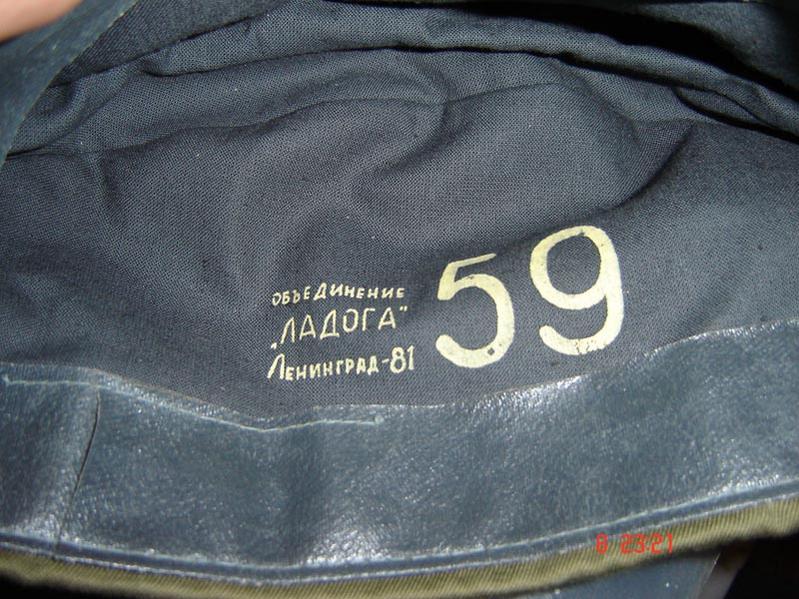 ОБЪЕДИНЕНИЕ
„ЛАДОГА"
ЛЕНИНГРАД-81
59
8 23:21